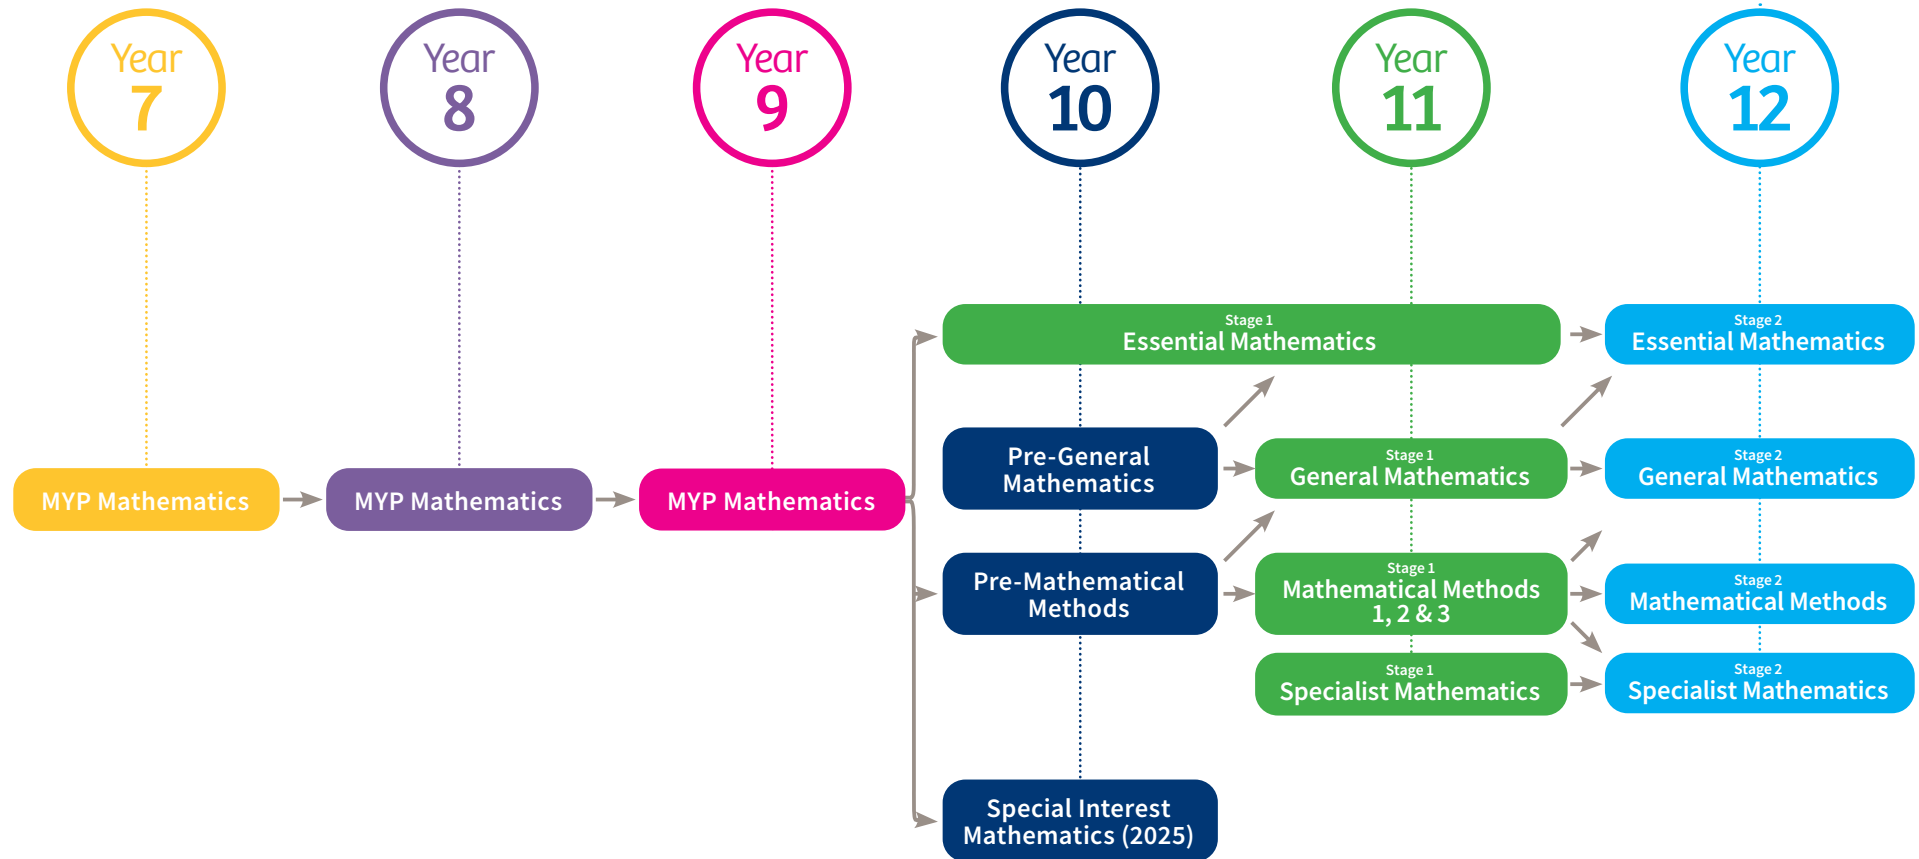 Year
7
Year
8
Year
9
Year
10
Year
11
Year
12
Stage 1
Essential Mathematics
Stage 2
Essential Mathematics
Pre-General
Mathematics
Stage 1
General Mathematics
Stage 2
General Mathematics
MYP Mathematics
MYP Mathematics
MYP Mathematics
Pre-Mathematical
Methods
Stage 1
Mathematical Methods
1, 2 & 3
Stage 2
Mathematical Methods
Stage 1
Specialist Mathematics
Stage 2
Specialist Mathematics
Special Interest
Mathematics (2025)